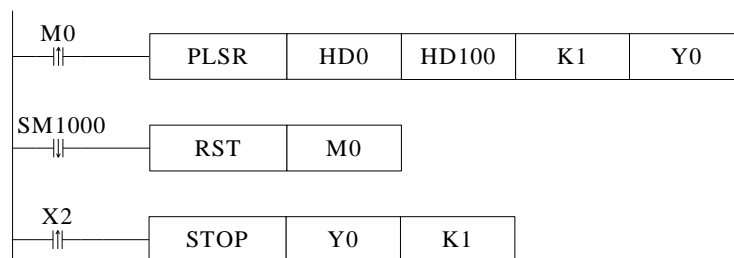 M0
PLSR HD0 HD100 K1 Y0
SM1000
RST M0
X2
STOP Y0 K1